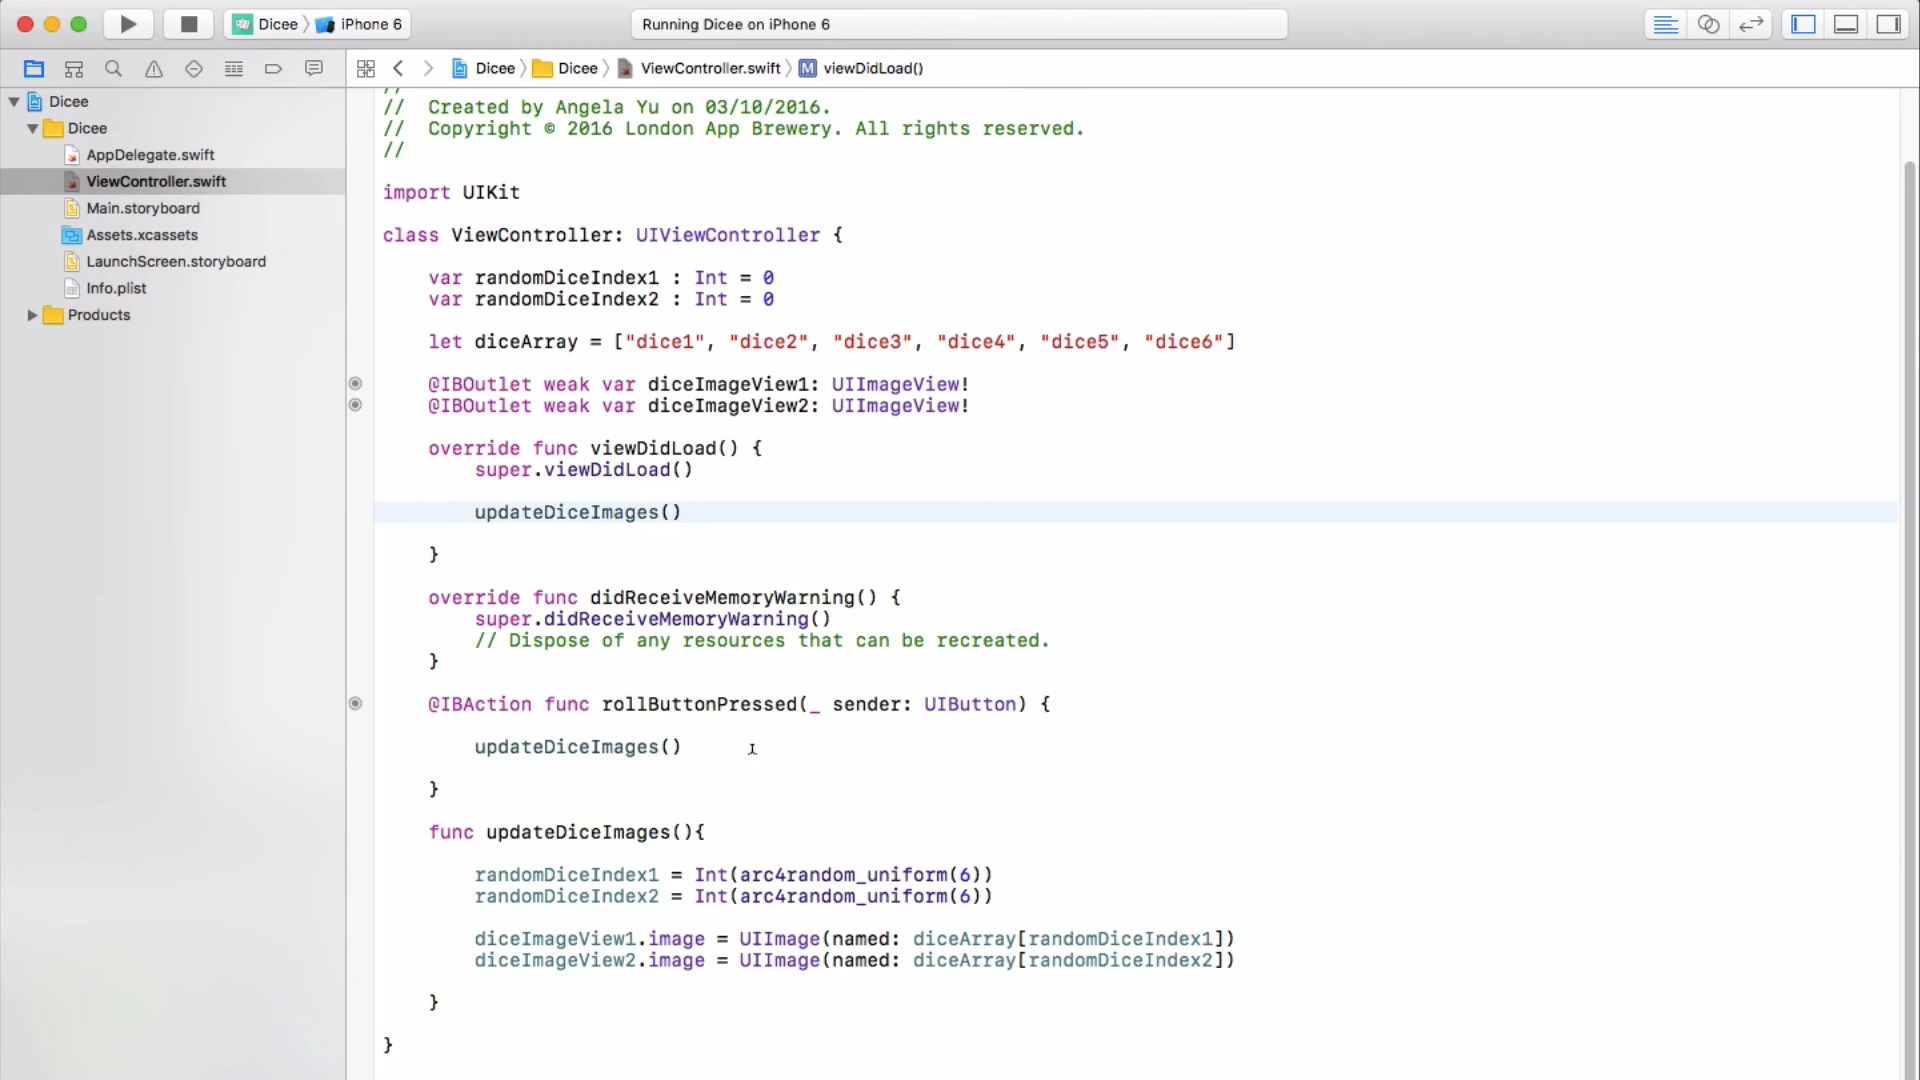 Dicee 〉 iPhone 6
Running Dicee on iPhone 6
Dicee 〉 Dicee 〉 ViewController.swift 〉 M viewDidLoad()
Dicee
Dicee
AppDelegate.swift
ViewController.swift
Main.storyboard
Assets.xcassets
LaunchScreen.storyboard
Info.plist
Products
//
//  Created by Angela Yu on 03/10/2016.
//  Copyright © 2016 London App Brewery. All rights reserved.
//
import UIKit
class ViewController: UIViewController {
var randomDiceIndex1 : Int = 0
var randomDiceIndex2 : Int = 0
let diceArray = ["dice1", "dice2", "dice3", "dice4", "dice5", "dice6"]
@IBOutlet weak var diceImageView1: UIImageView!
@IBOutlet weak var diceImageView2: UIImageView!
override func viewDidLoad() {
super.viewDidLoad()
updateDiceImages()
}
override func didReceiveMemoryWarning() {
super.didReceiveMemoryWarning()
// Dispose of any resources that can be recreated.
}
@IBAction func rollButtonPressed(_ sender: UIButton) {
updateDiceImages()
}
func updateDiceImages(){
randomDiceIndex1 = Int(arc4random_uniform(6))
randomDiceIndex2 = Int(arc4random_uniform(6))
diceImageView1.image = UIImage(named: diceArray[randomDiceIndex1])
diceImageView2.image = UIImage(named: diceArray[randomDiceIndex2])
}
}